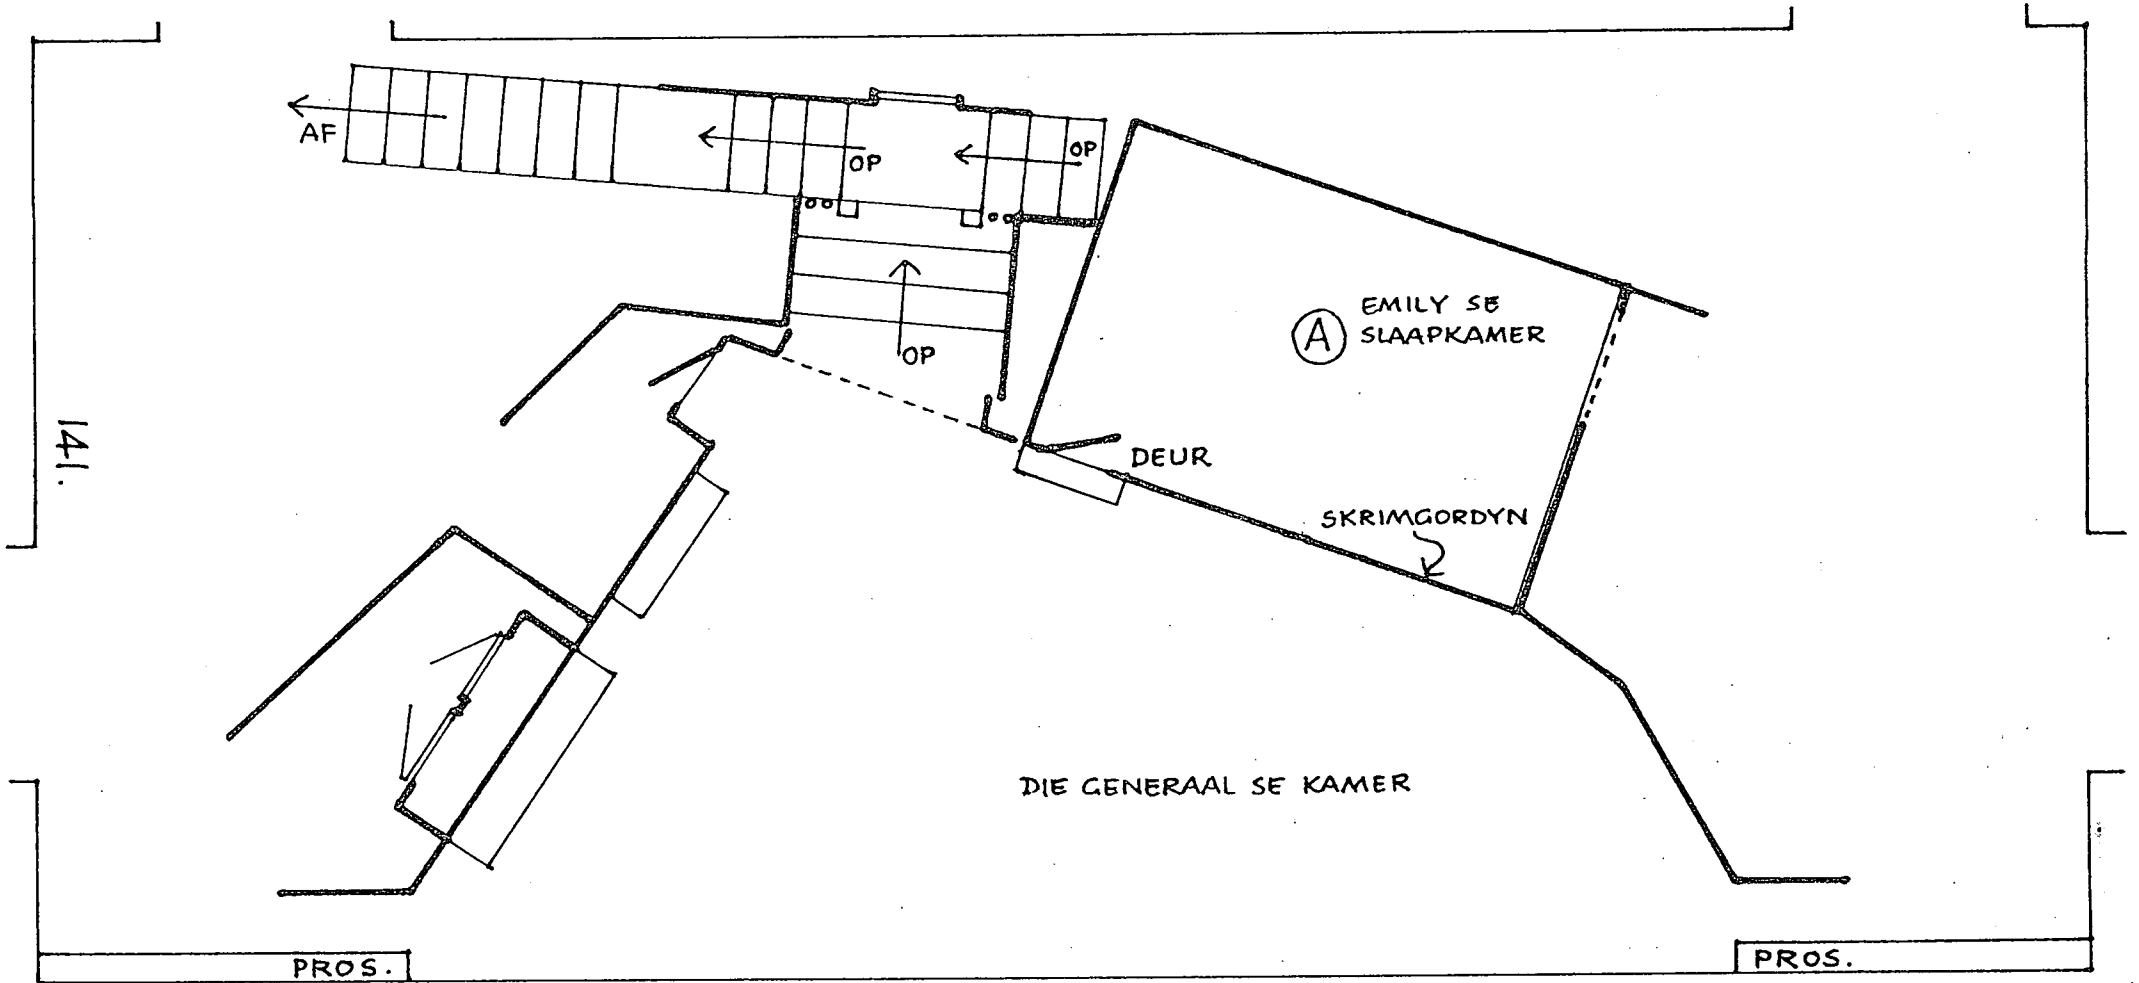 AF
OP
OP
OP
A
EMILY SE
SLAAPKAMER
DEUR
SKRIMGORDYN
141.
DIE GENERAAL SE KAMER
PROS.
PROS.